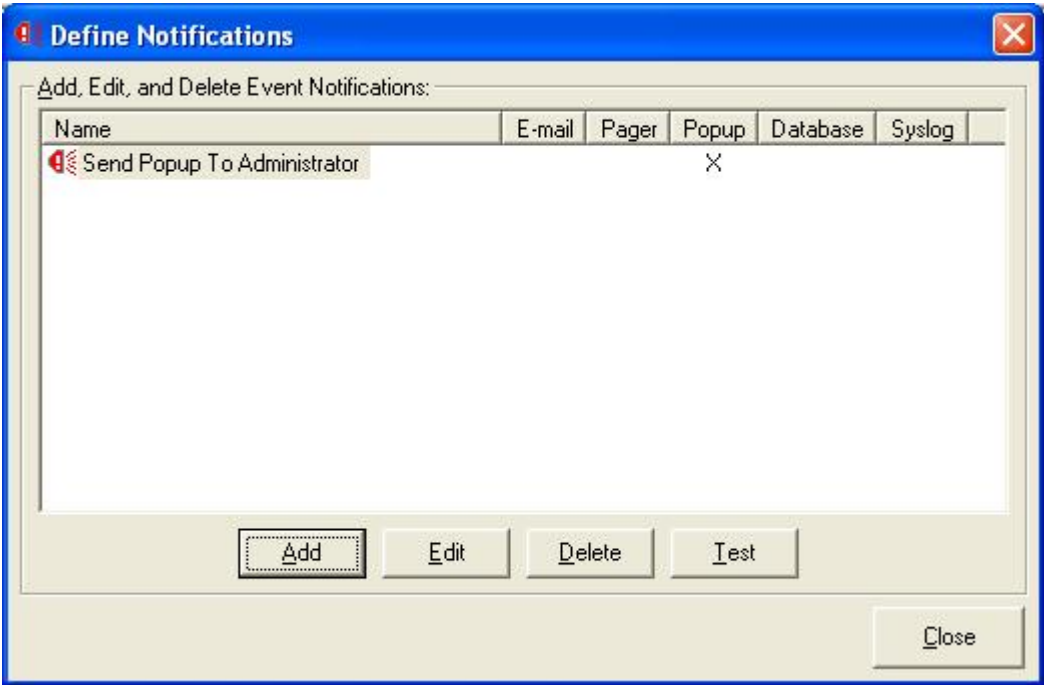 Define Notifications
Add, Edit, and Delete Event Notifications:
Name E-mail Pager Popup Database Syslog
Send Popup To Administrator X
Add Edit Delete Test
Close